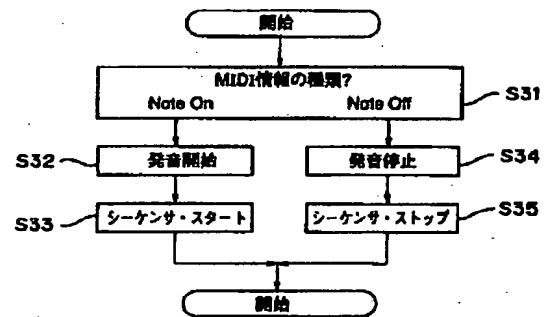 開始
MIDI情報の種類?
Note On Note Off
S31
S32
発音開始
発音停止
S34
S33
シーケンサ・スタート
シーケンサ・ストップ
S35
開始